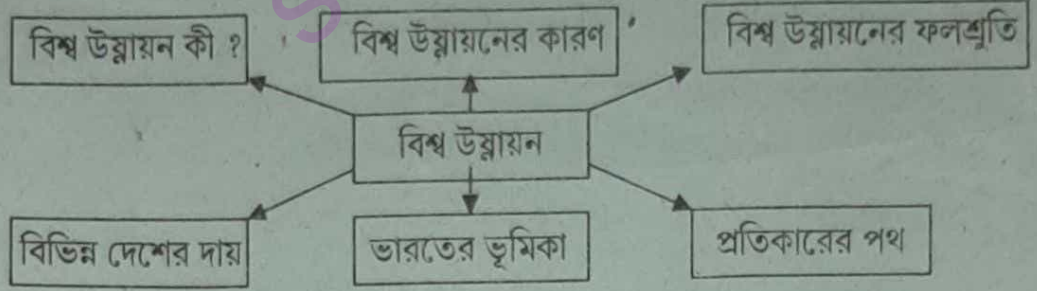 বিশ্ব উষ্ণায়ন কী ?
বিশ্ব উষ্ণায়নের কারণ
বিশ্ব উষ্ণায়নের ফলশ্রুতি
বিশ্ব উষ্ণায়ন
বিভিন্ন দেশের দায়
ভারতের ভূমিকা
প্রতিকারের পথ